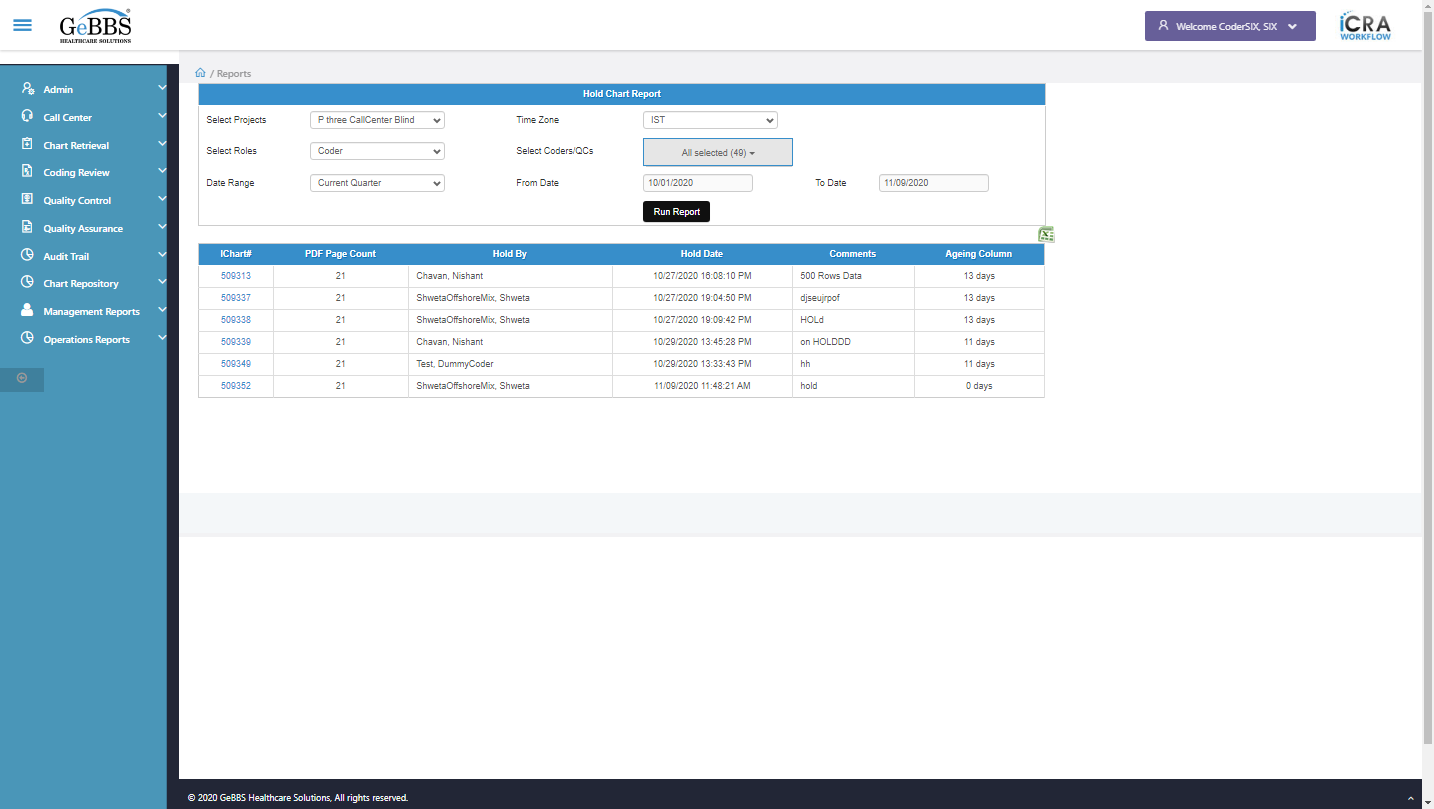 GeBBS®
HEALTHCARE SOLUTIONS
Welcome CoderSIX, SIX
iCRA
WORKFLOW
Admin
Call Center
Chart Retrieval
Coding Review
Quality Control
Quality Assurance
Audit Trail
Chart Repository
Management Reports
Operations Reports
/ Reports
Hold Chart Report
Select Projects P three CallCenter Blind Time Zone IST
Select Roles Coder Select Coders/QCs All selected (49)
Date Range Current Quarter From Date 10/01/2020 To Date 11/09/2020
Run Report
IChart# PDF Page Count Hold By Hold Date Comments Ageing Column
509313 21 Chavan, Nishant 10/27/2020 16:08:10 PM 500 Rows Data 13 days
509337 21 ShwetaOffshoreMix, Shweta 10/27/2020 19:04:50 PM djseujrpof 13 days
509338 21 ShwetaOffshoreMix, Shweta 10/27/2020 19:09:42 PM HOLd 13 days
509339 21 Chavan, Nishant 10/29/2020 13:45:28 PM on HOLDDD 11 days
509349 21 Test, DummyCoder 10/29/2020 13:33:43 PM hh 11 days
509352 21 ShwetaOffshoreMix, Shweta 11/09/2020 11:48:21 AM hold 0 days
© 2020 GeBBS Healthcare Solutions, All rights reserved.